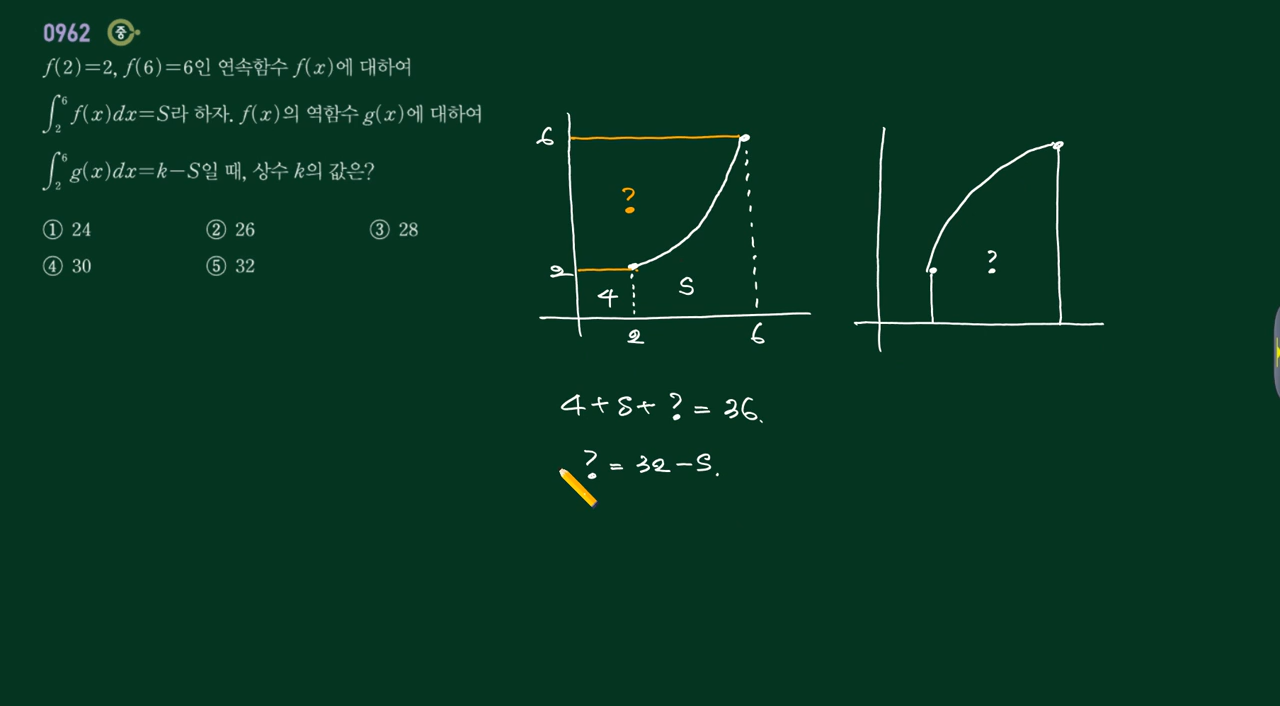 0962 중
f(2)=2, f(6)=6인 연속함수 f(x)에 대하여
∫₂⁶ f(x)dx=S라 하자. f(x)의 역함수 g(x)에 대하여
∫₂⁶ g(x)dx=k-S일 때, 상수 k의 값은?
① 24 ② 26 ③ 28
④ 30 ⑤ 32
6
?
2
4 S
2 6
?
4+S+?=36.
?=32-S.